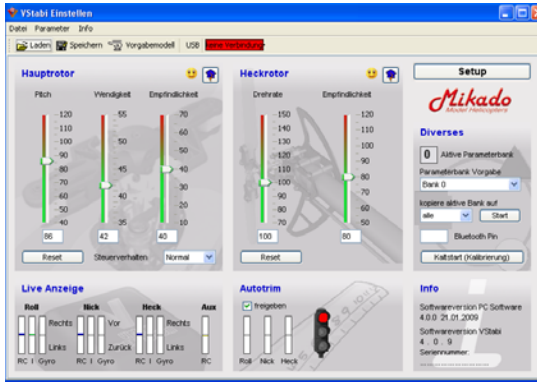 VStabi Einstellen
Datei Parameter Info
Laden Speichern Vorgabemodell USB keine Verbindung
Hauptrotor
Pitch Wendigkeit Empfindlichkeit
120 55 70
110 60
100 50 50
90
80 45 40
70 30
60 40
50 20
40 35 10
86 42 40
Reset Steuerverhalten Normal
Heckrotor
Drehrate Empfindlichkeit
150 120
140 110
130 100
120 90
110
100 80
90 70
80 60
70 50
100 80
Reset
Setup
Mikado
Model Helicopters
Diverses
0 Aktive Parameterbank
Parameterbank Vorgabe
Bank 0
kopiere aktive Bank auf
alle Start
Bluetooth Pin
Kaltstart (Kalibrierung)
Live Anzeige
Roll Nick Heck Aux
Rechts Vor Rechts
Links Zurück Links
RC I Gyro RC I Gyro RC I Gyro RC
Autotrim
freigeben
Roll Nick Heck
Info
Softwareversion PC Software
4.0.0 21.01.2009
Softwareversion VStabi
4 . 0 . 9
Seriennummer: